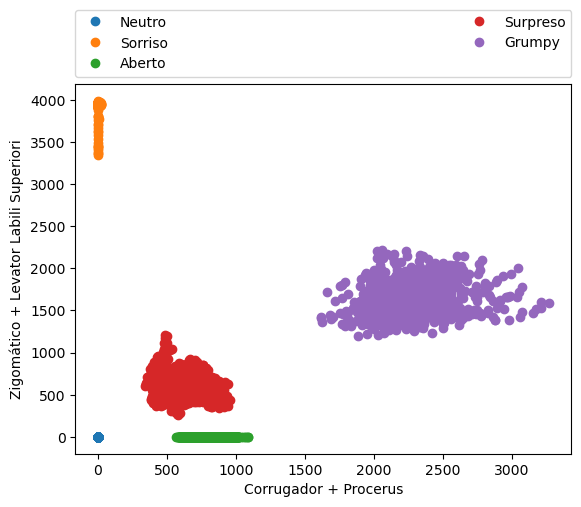 Neutro
Sorriso
Aberto
Surpreso
Grumpy
Zigomático + Levator Labili Superiori
4000
3500
3000
2500
2000
1500
1000
500
0
0 500 1000 1500 2000 2500 3000
Corrugador + Procerus